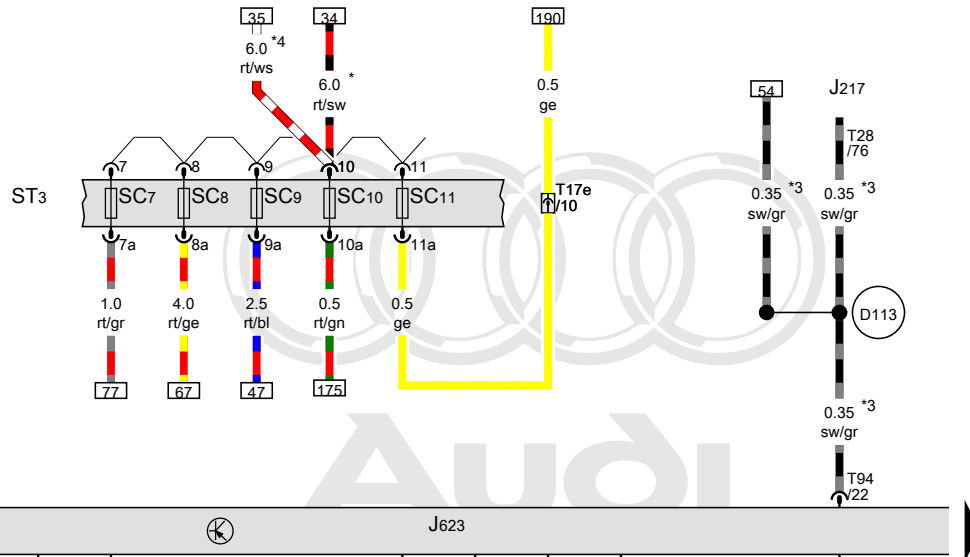 35
34
190
6.0 *4
rt/ws
6.0 *
rt/sw
0.5
ge
54
J217
T28
/76
7
8
9
10
11
ST3
SC7
SC8
SC9
SC10
SC11
T17e
/10
0.35 *3
sw/gr
0.35 *3
sw/gr
7a
8a
9a
10a
11a
1.0
rt/gr
4.0
rt/ge
2.5
rt/bl
0.5
rt/gn
0.5
ge
D113
77
67
47
175
0.35 *3
sw/gr
Audi
T94
/22
J623